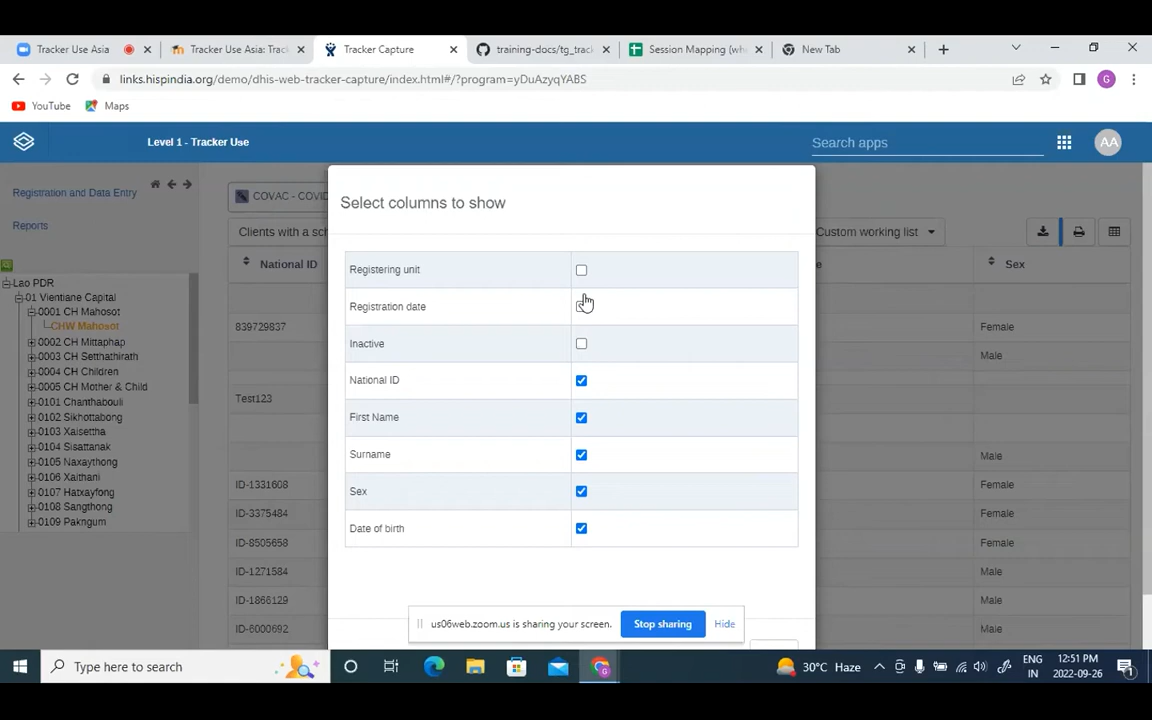 Tracker Use Asia
Tracker Use Asia: Track
Tracker Capture
training-docs/tg_track
Session Mapping (wh
New Tab
links.hispindia.org/demo/dhis-web-tracker-capture/index.html#/?program=yDuAzyqYABS
YouTube
Maps
Level 1 - Tracker Use
Search apps
AA
Registration and Data Entry
Reports
COVAC - COVID
Clients with a sch
Custom working list
Select columns to show
Registering unit
Registration date
Inactive
National ID
First Name
Surname
Sex
Date of birth
Lao PDR
01 Vientiane Capital
0001 CH Mahosot
CHW Mahosot
0002 CH Mittaphap
0003 CH Setthathirath
0004 CH Children
0005 CH Mother & Child
0101 Chanthabouli
0102 Sikhottabong
0103 Xaisettha
0104 Sisattanak
0105 Naxaythong
0106 Xaithani
0107 Hatxayfong
0108 Sangthong
0109 Pakngum
National ID
Sex
839729837
Female
Male
Test123
Male
ID-1331608
Female
ID-3375484
Female
ID-8505658
Female
ID-1271584
Male
ID-1866129
Male
ID-6000692
Male
us06web.zoom.us is sharing your screen.
Stop sharing
Hide
Type here to search
30°C Haze
ENG
IN
12:51 PM
2022-09-26
1